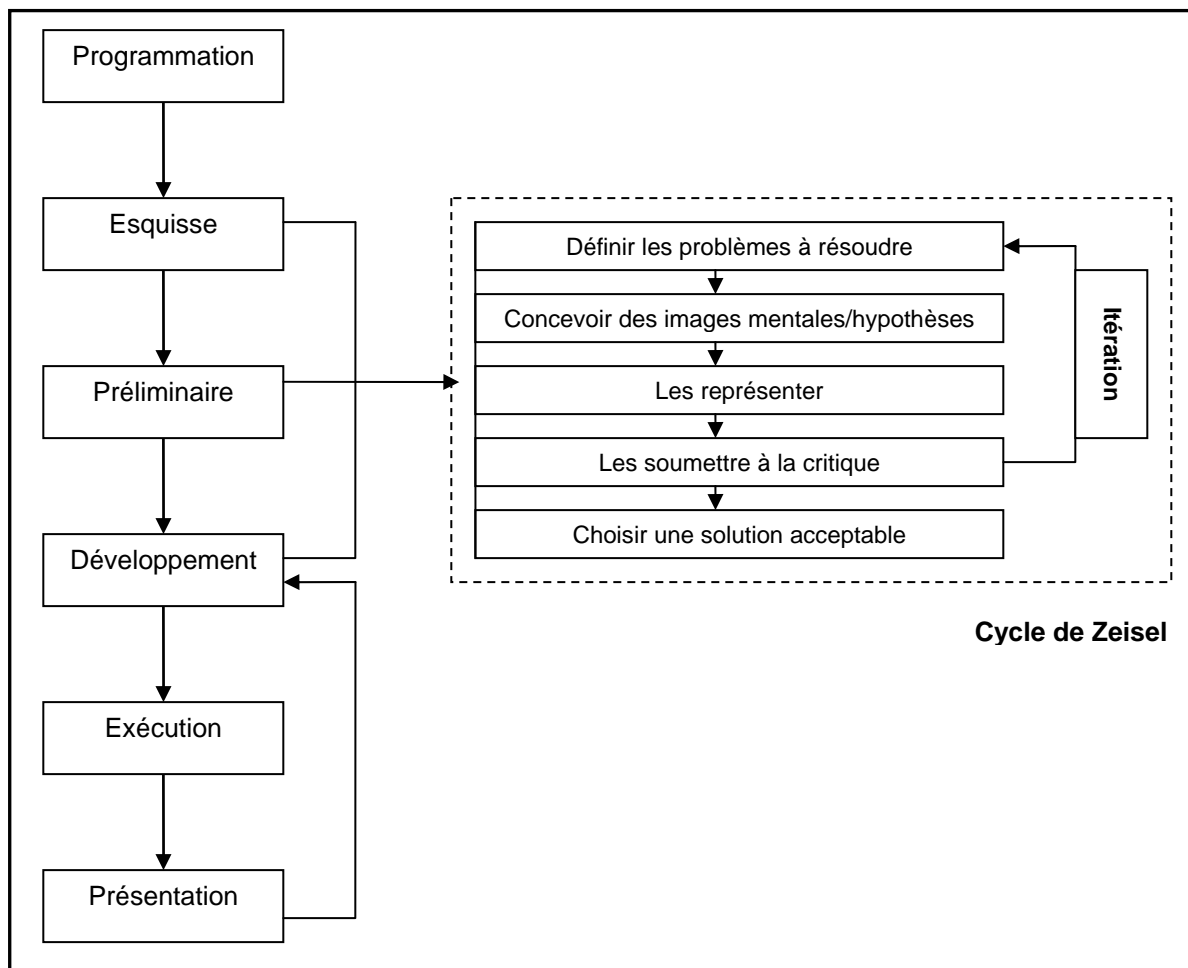 Programmation
Esquisse
Préliminaire
Développement
Exécution
Présentation
Définir les problèmes à résoudre
Concevoir des images mentales/hypothèses
Les représenter
Les soumettre à la critique
Choisir une solution acceptable
Itération
Cycle de Zeisel